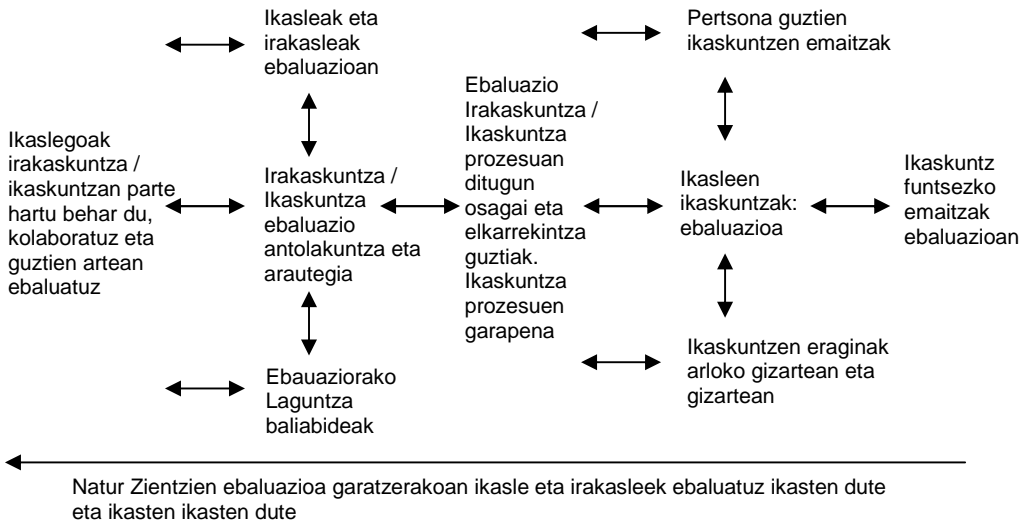 Ikasleak eta
irakasleak
ebaluazioan
Pertsona guztien
ikaskuntzen emaitzak
Ikaslegoak
irakaskuntza /
ikaskuntzan parte
hartu behar du,
kolaboratuz eta
guztien artean
ebaluatuz
Irakaskuntza /
Ikaskuntza
ebaluazio
antolakuntza eta
arautegia
Ebaluazio
Irakaskuntza /
Ikaskuntza
prozesuan
ditugun
osagai eta
elkarrekintza
guztiak.
Ikaskuntza
prozesuen
garapena
Ikasleen
ikaskuntzak:
ebaluazioa
Ikaskuntz
funtsezko
emaitzak
ebaluazioan
Ebauaziorako
Laguntza
baliabideak
Ikaskuntzen eraginak
arloko gizartean eta
gizartean
Natur Zientzien ebaluazioa garatzerakoan ikasle eta irakasleek ebaluatuz ikasten dute
eta ikasten ikasten dute